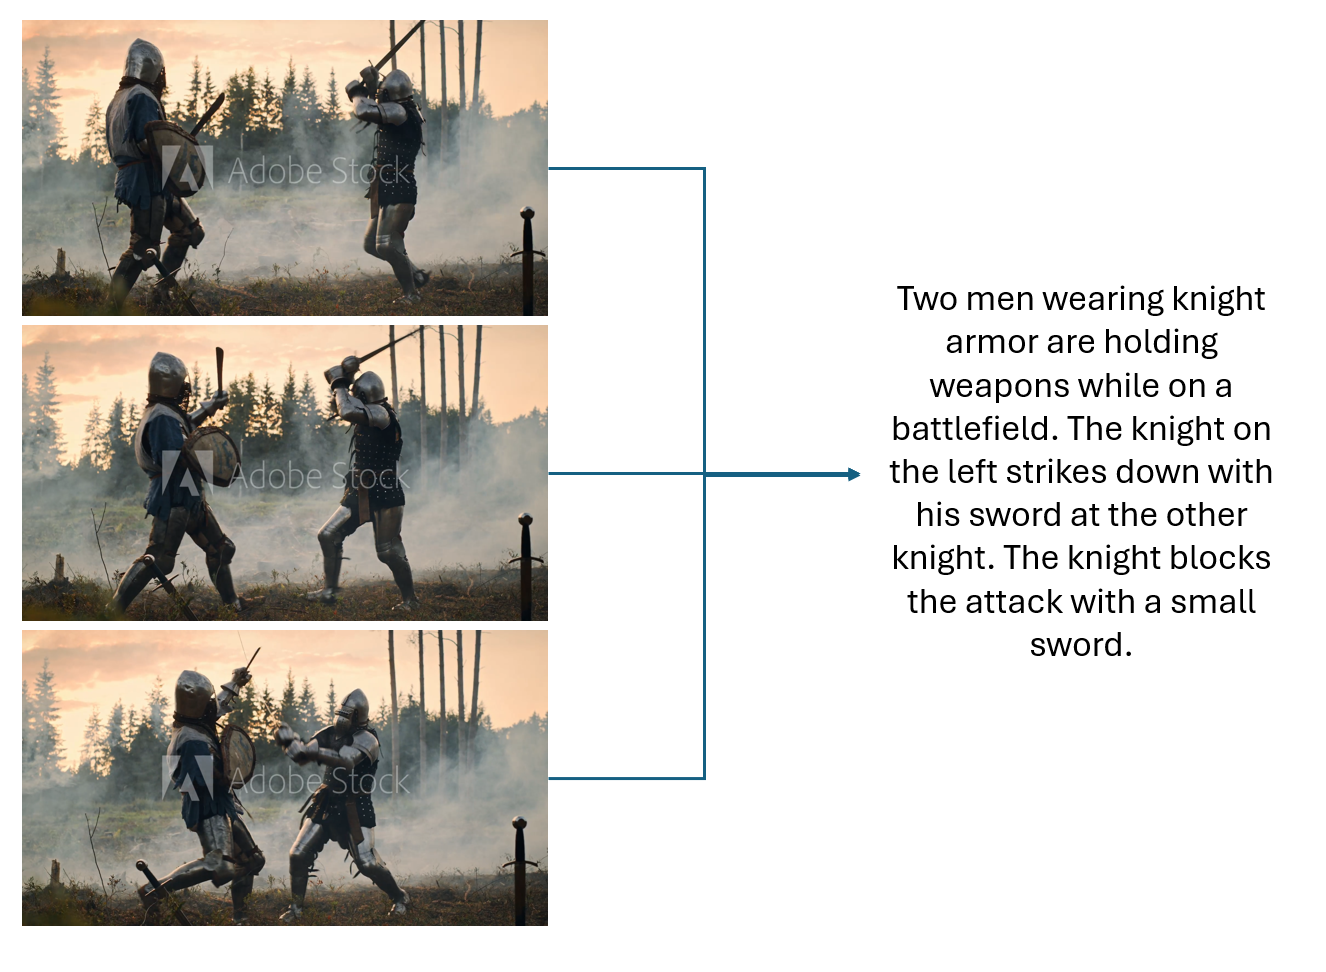 Adobe Stock
Adobe Stock
Adobe Stock
Two men wearing knight
armor are holding
weapons while on a
battlefield. The knight on
the left strikes down with
his sword at the other
knight. The knight blocks
the attack with a small
sword.